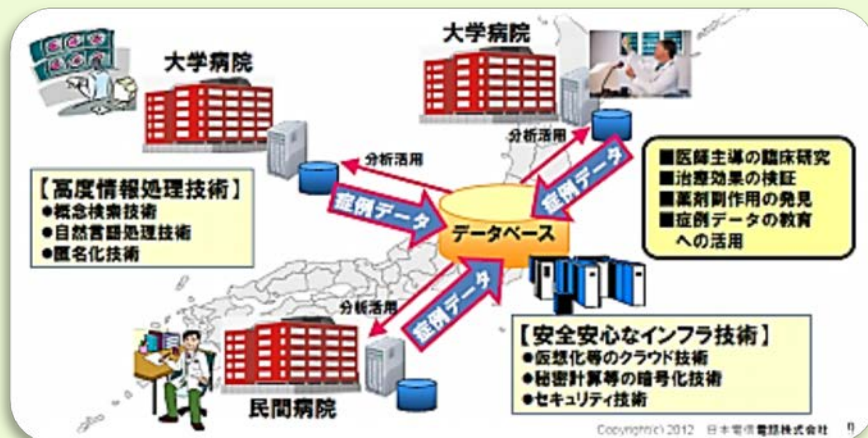 大学病院
大学病院
分析活用
分析活用
【高度情報処理技術】
●概念検索技術
●自然言語処理技術
●匿名化技術
症例データ
症例データ
データベース
■医師主導の臨床研究
■治療効果の検証
■薬剤副作用の発見
■症例データの教育
への活用
分析活用
症例データ
【安全安心なインフラ技術】
●仮想化等のクラウド技術
●秘密計算等の暗号化技術
●セキュリティ技術
民間病院
Copyright(c) 2012 日本電信電話株式会社